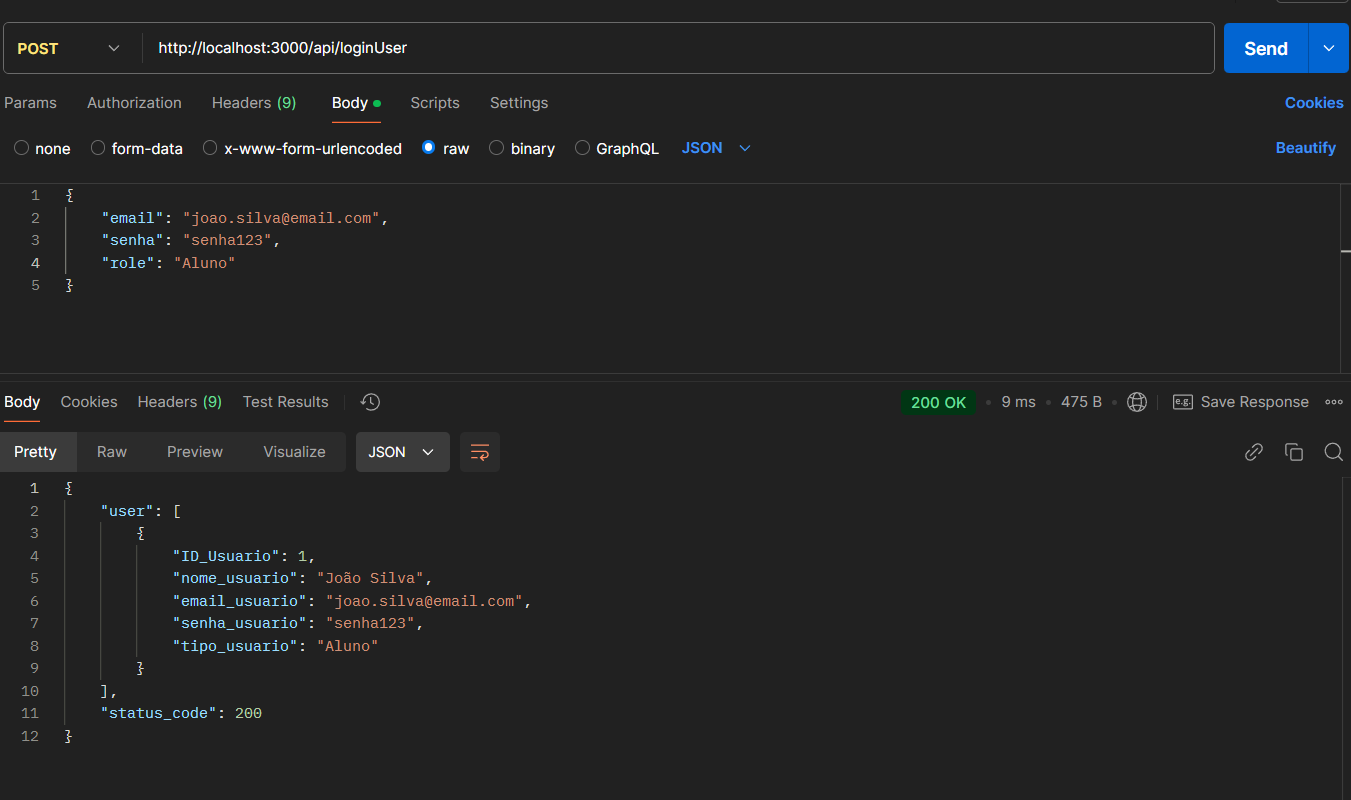 POST http://localhost:3000/api/loginUser Send
Params Authorization Headers (9) Body Scripts Settings Cookies
none form-data x-www-form-urlencoded raw binary GraphQL JSON Beautify
1 {
2 "email": "joao.silva@email.com",
3 "senha": "senha123",
4 "role": "Aluno"
5 }
Body Cookies Headers (9) Test Results 200 OK 9 ms 475 B e.g. Save Response
Pretty Raw Preview Visualize JSON
1 {
2 "user": [
3 {
4 "ID_Usuario": 1,
5 "nome_usuario": "João Silva",
6 "email_usuario": "joao.silva@email.com",
7 "senha_usuario": "senha123",
8 "tipo_usuario": "Aluno"
9 }
10 ],
11 "status_code": 200
12 }